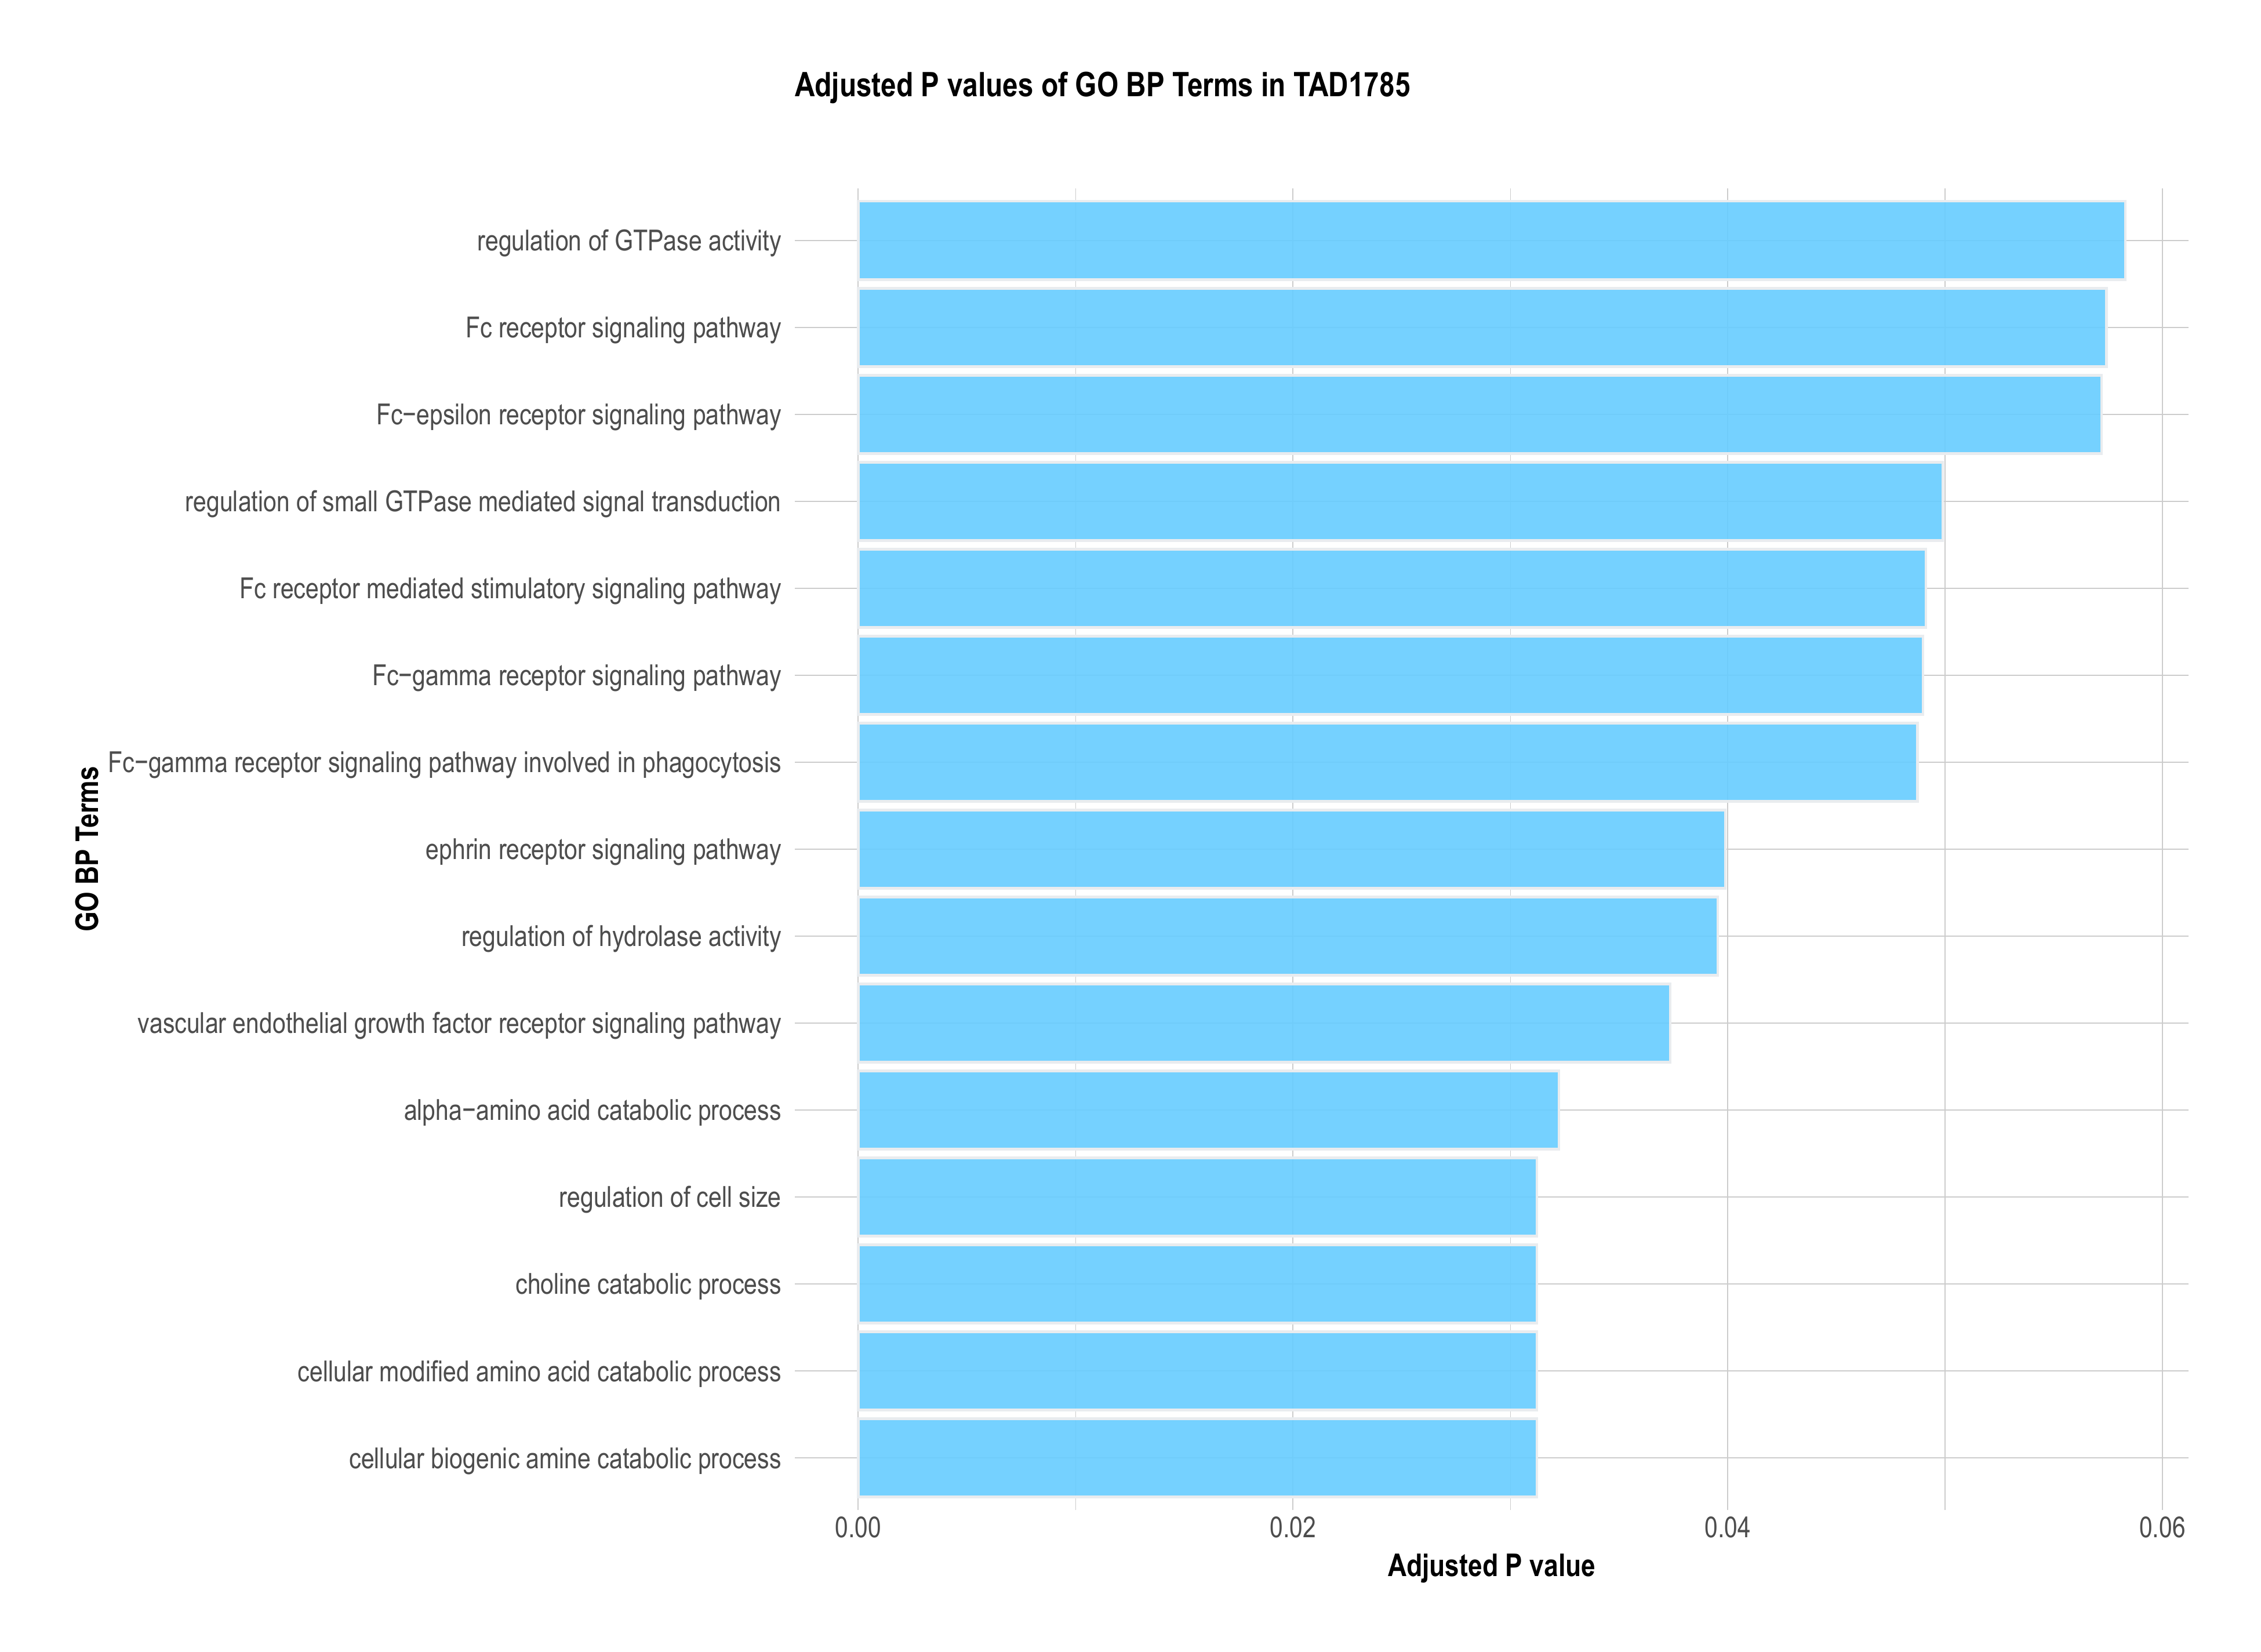 Adjusted P values of GO BP Terms in TAD1785
regulation of GTPase activity
Fc receptor signaling pathway
Fc−epsilon receptor signaling pathway
regulation of small GTPase mediated signal transduction
Fc receptor mediated stimulatory signaling pathway
Fc−gamma receptor signaling pathway
Fc−gamma receptor signaling pathway involved in phagocytosis
ephrin receptor signaling pathway
regulation of hydrolase activity
vascular endothelial growth factor receptor signaling pathway
alpha−amino acid catabolic process
regulation of cell size
choline catabolic process
cellular modified amino acid catabolic process
cellular biogenic amine catabolic process
GO BP Terms
0.00 0.02 0.04 0.06
Adjusted P value